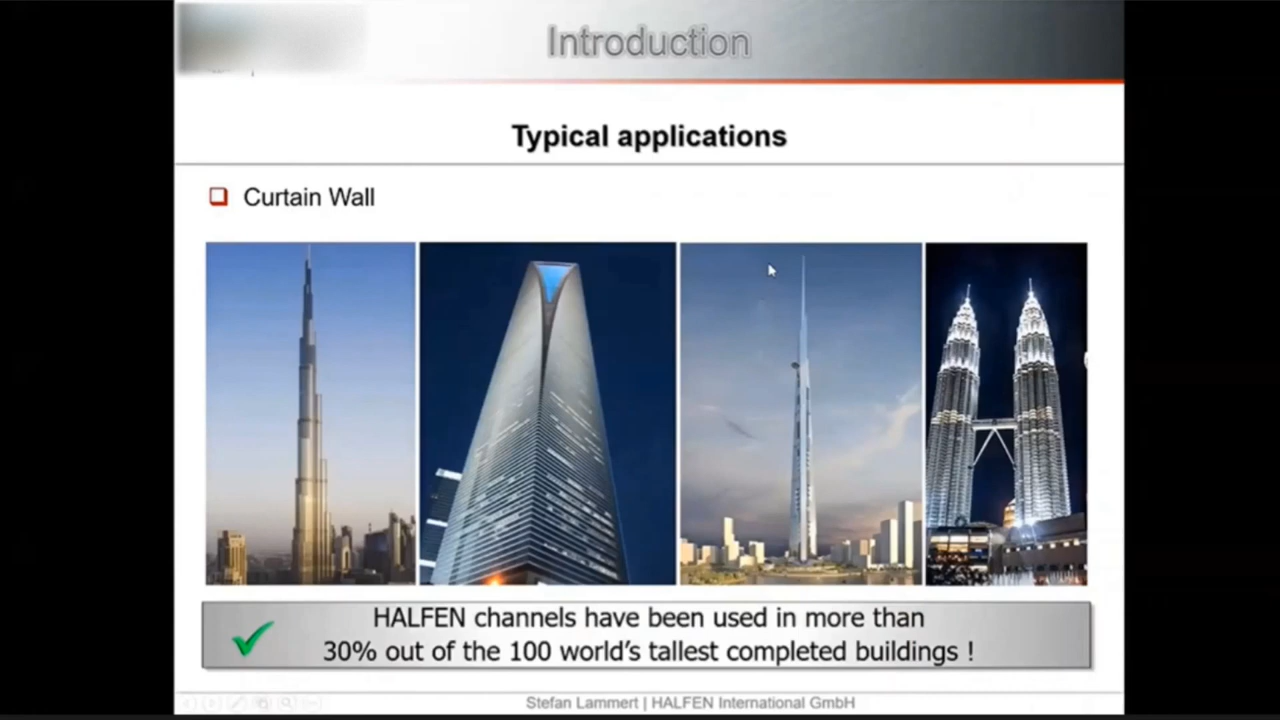 Introduction
Typical applications
Curtain Wall
HALFEN channels have been used in more than
30% out of the 100 world's tallest completed buildings !
Stefan Lammert | HALFEN International GmbH